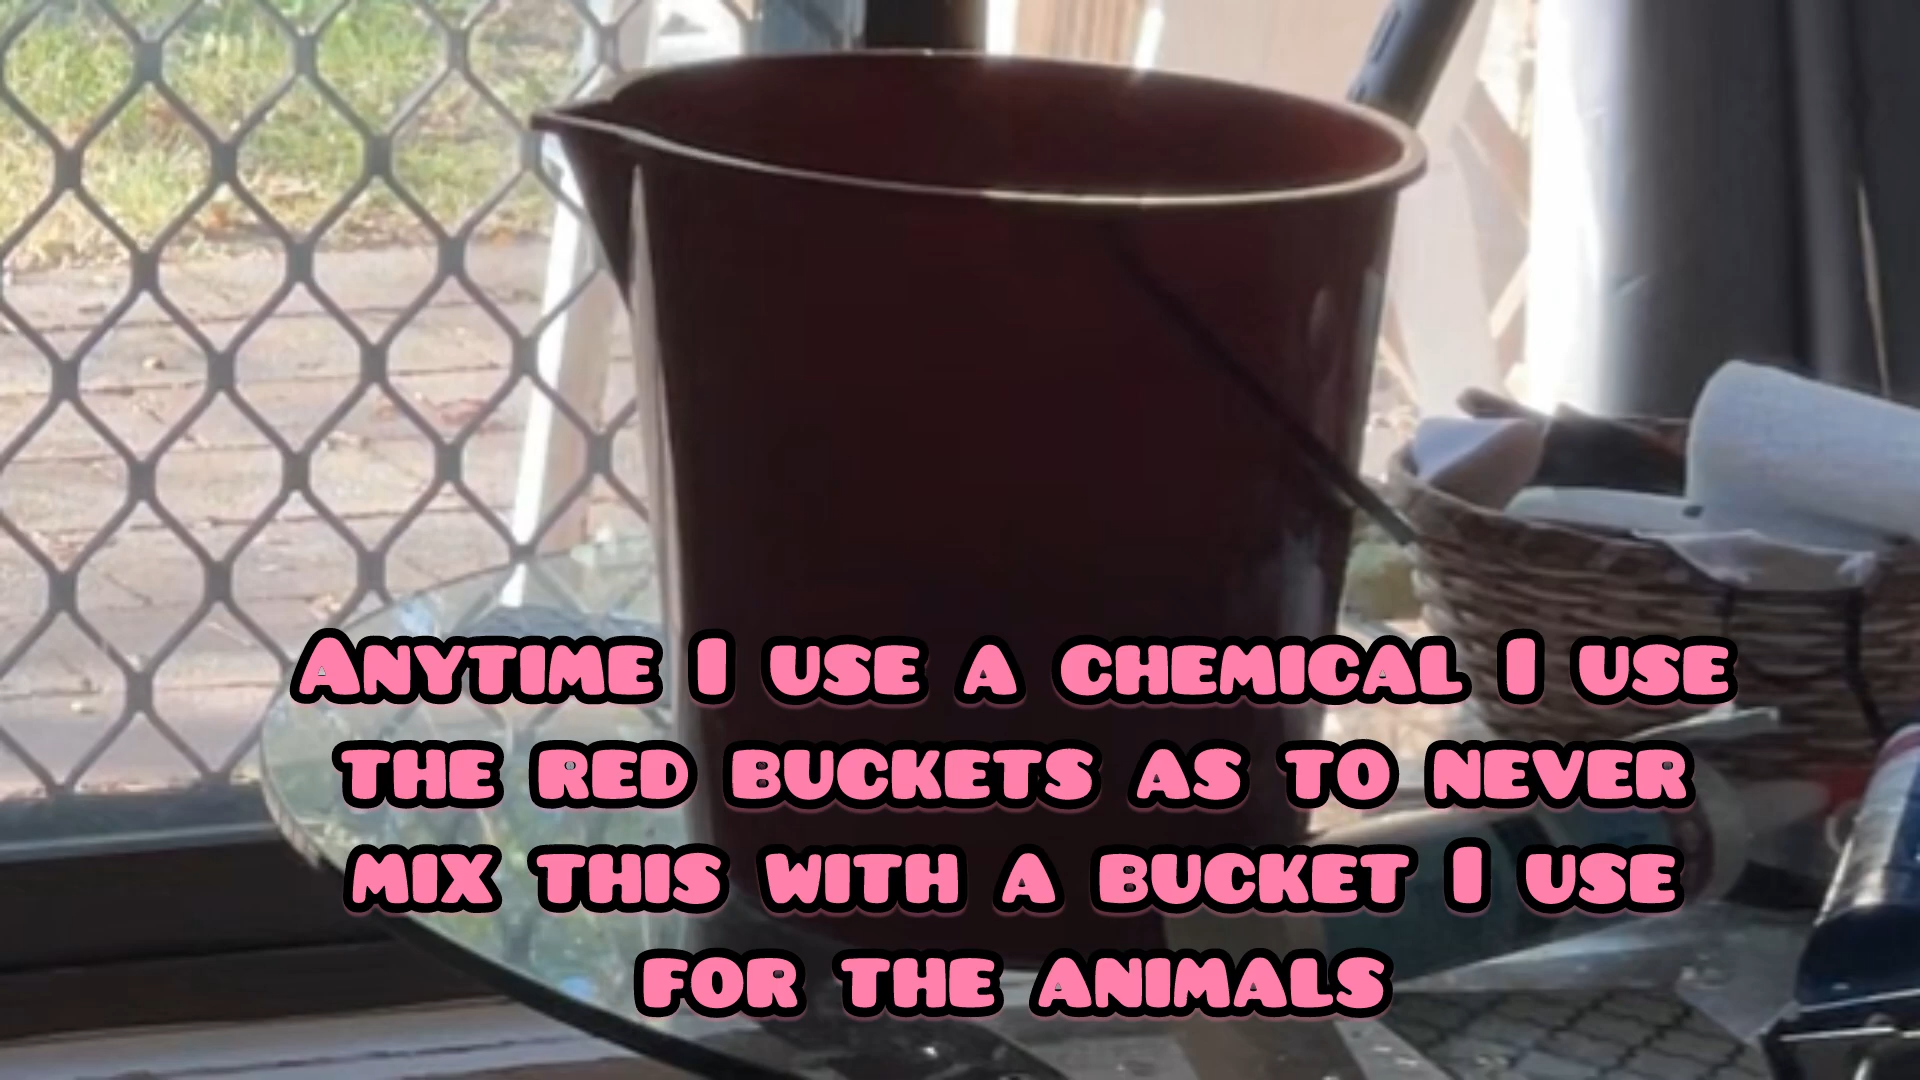 Anytime I use a chemical I use
the red buckets as to never
mix this with a bucket I use
for the animals